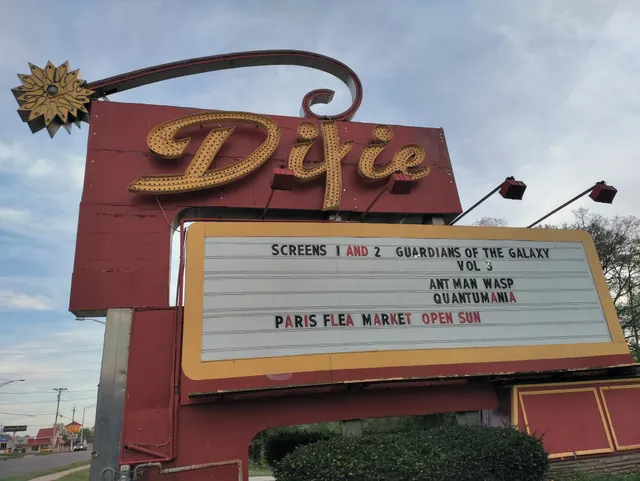 Dixie
SCREENS 1 AND 2 GUARDIANS OF THE GALAXY
VOL 3
ANT MAN WASP
QUANTUMANIA
PARIS FLEA MARKET OPEN SUN